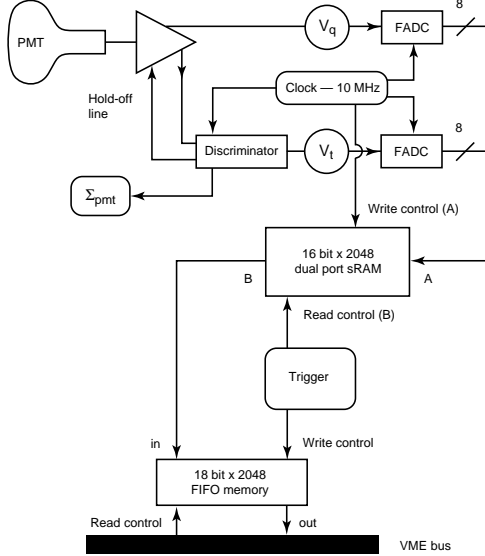 8
PMT
Vq
FADC
Hold-off
line
Clock — 10 MHz
8
Discriminator
Vt
FADC
Σpmt
Write control (A)
16 bit x 2048
dual port sRAM
B
A
Read control (B)
Trigger
in
Write control
18 bit x 2048
FIFO memory
Read control
out
VME bus